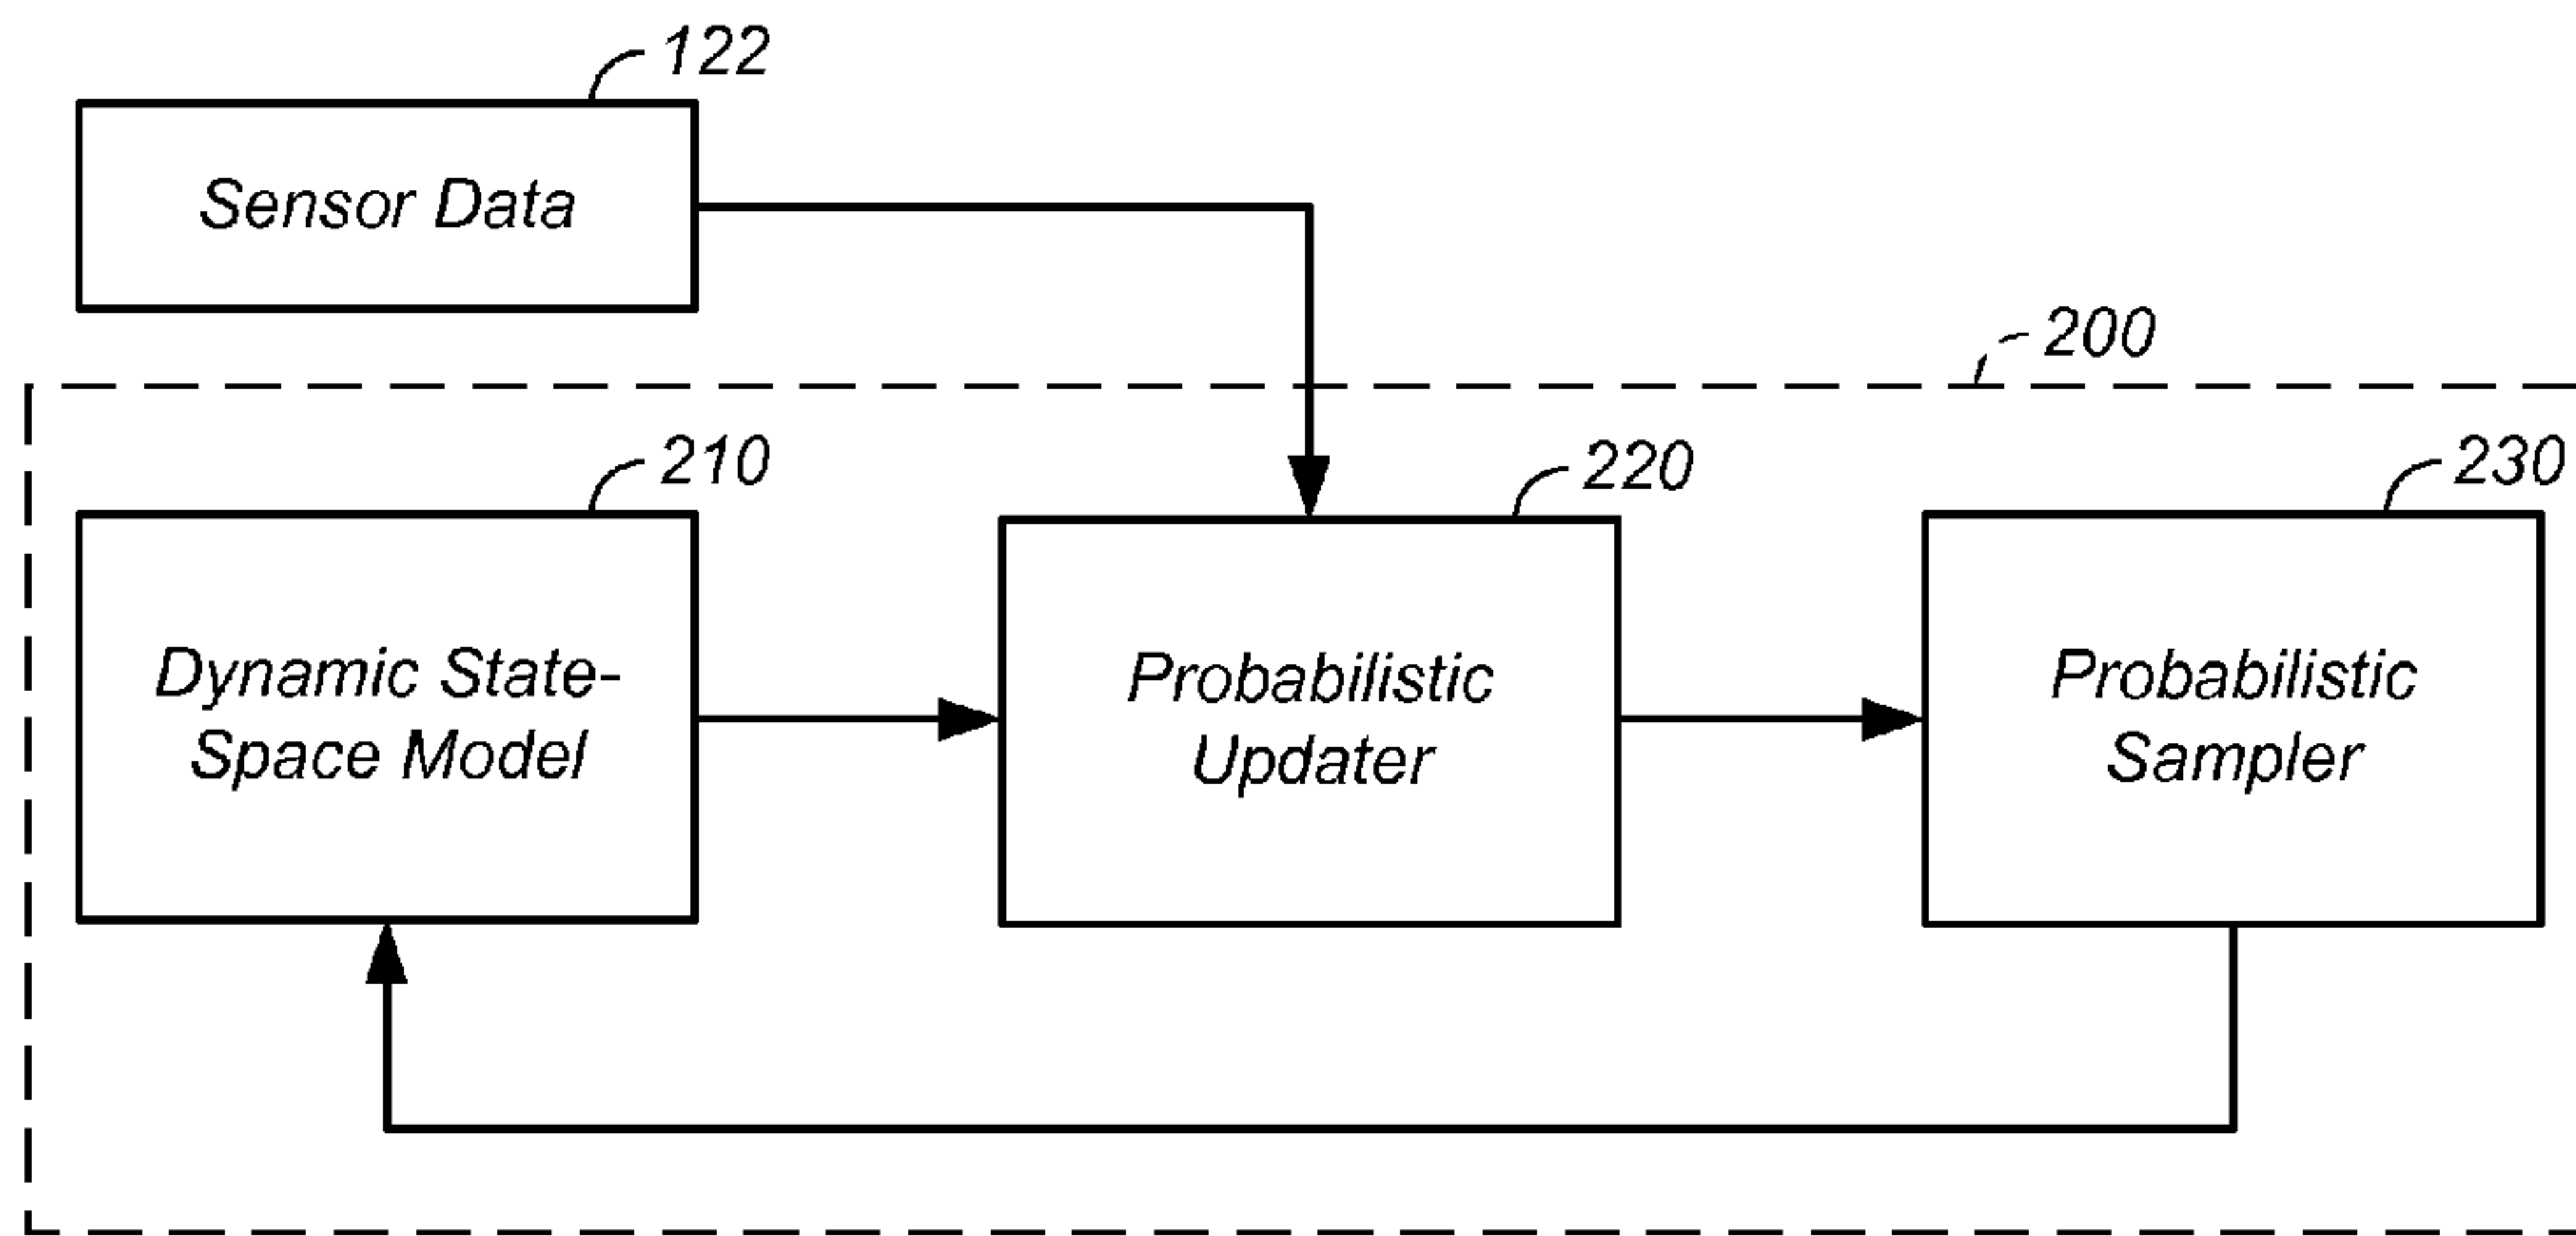 122
Sensor Data
200
210
220
230
Dynamic State-
Space Model
Probabilistic
Updater
Probabilistic
Sampler